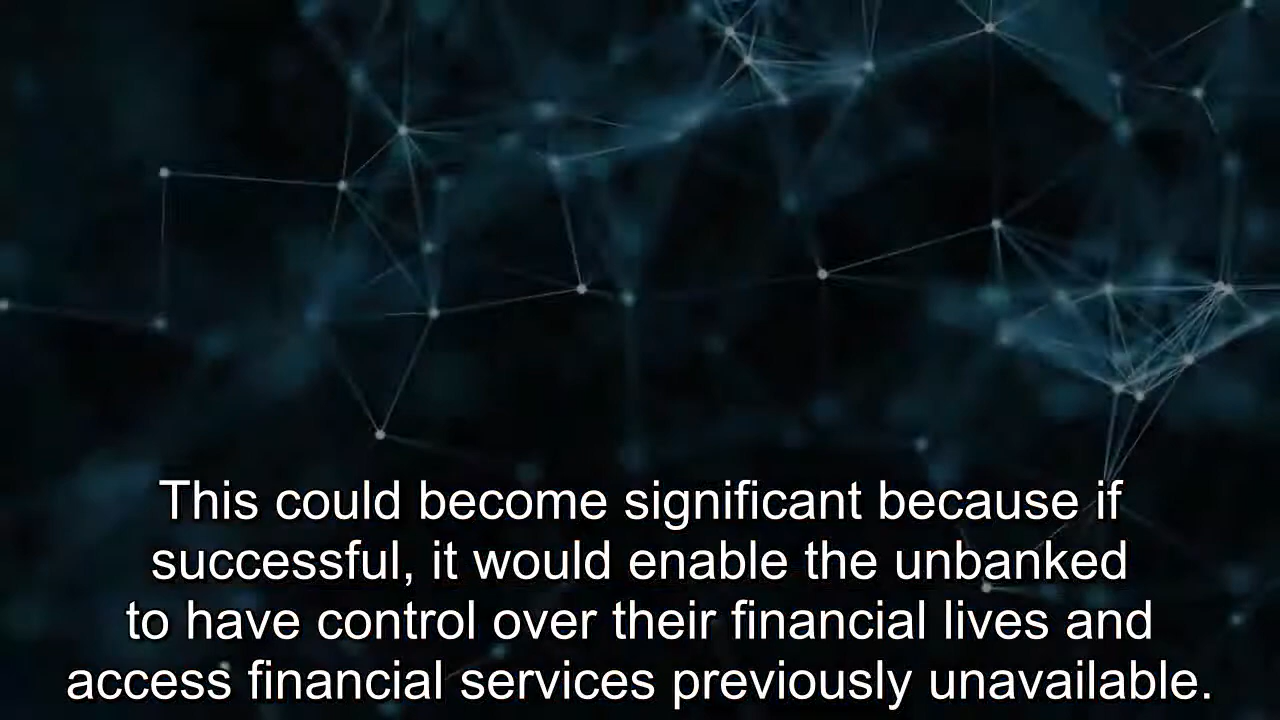 This could become significant because if
successful, it would enable the unbanked
to have control over their financial lives and
access financial services previously unavailable.